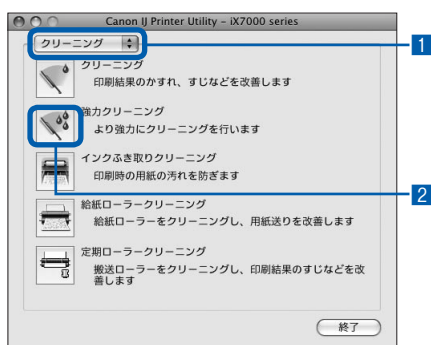 Canon IJ Printer Utility – iX7000 series
クリーニング
1
クリーニング
印刷結果のかすれ、すじなどを改善します
強力クリーニング
より強力にクリーニングを行います
インクふき取りクリーニング
印刷時の用紙の汚れを防ぎます
2
給紙ローラークリーニング
給紙ローラーをクリーニングし、用紙送りを改善します
定期ローラークリーニング
搬送ローラーをクリーニングし、印刷結果のすじなどを改
善します
終了